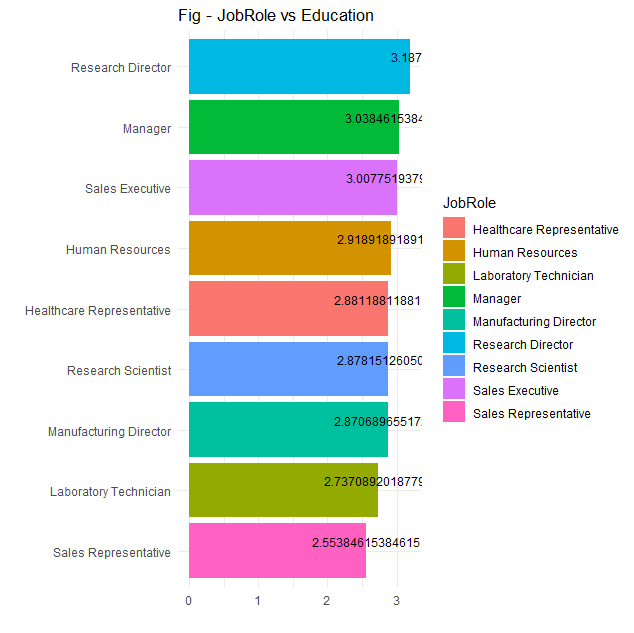 Fig - JobRole vs Education
Research Director
3.187
Manager
3.0384615384
Sales Executive
3.0077519379
Human Resources
2.91891891891
Healthcare Representative
2.88118811881
Research Scientist
2.87815126050
Manufacturing Director
2.87068965517
Laboratory Technician
2.7370892018779
Sales Representative
2.55384615384615
0
1
2
3
JobRole
Healthcare Representative
Human Resources
Laboratory Technician
Manager
Manufacturing Director
Research Director
Research Scientist
Sales Executive
Sales Representative